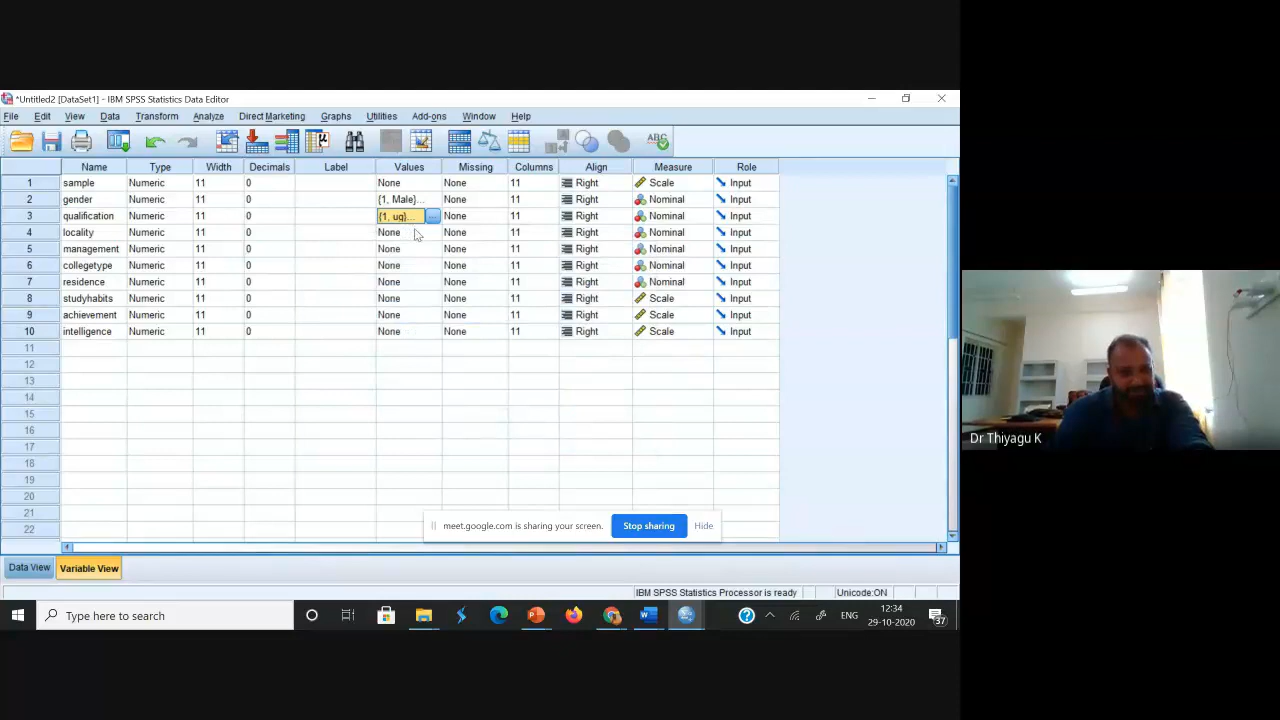 *Untitled2 [DataSet1] - IBM SPSS Statistics Data Editor
File Edit View Data Transform Analyze Direct Marketing Graphs Utilities Add-ons Window Help
Name Type Width Decimals Label Values Missing Columns Align Measure Role
1 sample Numeric 11 0 None None 11 Right Scale Input
2 gender Numeric 11 0 {1, Male}... None 11 Right Nominal Input
3 qualification Numeric 11 0 {1, ug}... ... None 11 Right Nominal Input
4 locality Numeric 11 0 None None 11 Right Nominal Input
5 management Numeric 11 0 None None 11 Right Nominal Input
6 collegetype Numeric 11 0 None None 11 Right Nominal Input
7 residence Numeric 11 0 None None 11 Right Nominal Input
8 studyhabits Numeric 11 0 None None 11 Right Scale Input
9 achievement Numeric 11 0 None None 11 Right Scale Input
10 intelligence Numeric 11 0 None None 11 Right Scale Input
11
12
13
14
15
16
17
18
19
20
21
22
meet.google.com is sharing your screen. Stop sharing Hide
Data View Variable View
IBM SPSS Statistics Processor is ready Unicode:ON
Type here to search
ENG
12:34
29-10-2020
37
Dr Thiyagu K